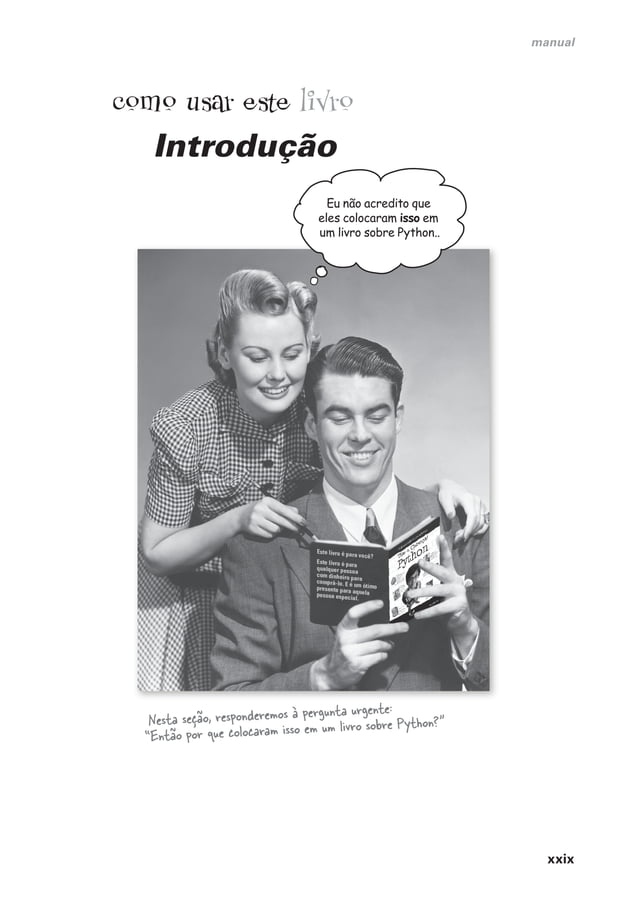 manual
como usar este livro
Introdução
Eu não acredito que
eles colocaram isso em
um livro sobre Python..
Este livro é para você?
Este livro é para
qualquer pessoa
com dinheiro para
comprá-lo. E é um ótimo
presente para aquela
pessoa especial.
Use a Cabeça!
Python
Nesta seção, responderemos à pergunta urgente:
“Então por que colocaram isso em um livro sobre Python?”
xxix